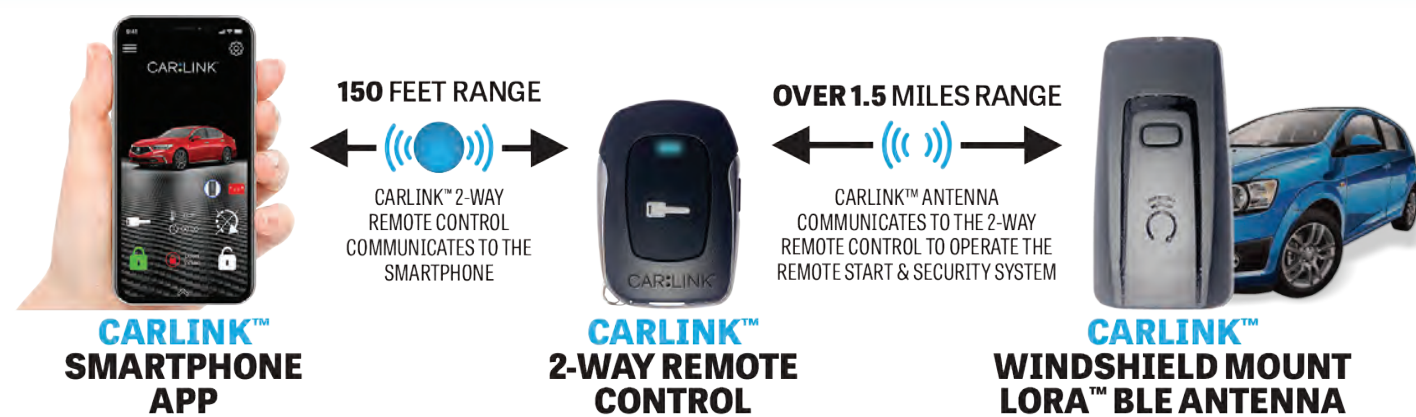 9:41
CAR:LINK
150 FEET RANGE
CARLINK™ 2-WAY
REMOTE CONTROL
COMMUNICATES TO THE
SMARTPHONE
CAR:LINK
OVER 1.5 MILES RANGE
CARLINK™ ANTENNA
COMMUNICATES TO THE 2-WAY
REMOTE CONTROL TO OPERATE THE
REMOTE START & SECURITY SYSTEM
CARLINK™
SMARTPHONE
APP
CARLINK™
2-WAY REMOTE
CONTROL
CARLINK™
WINDSHIELD MOUNT
LORA™ BLE ANTENNA